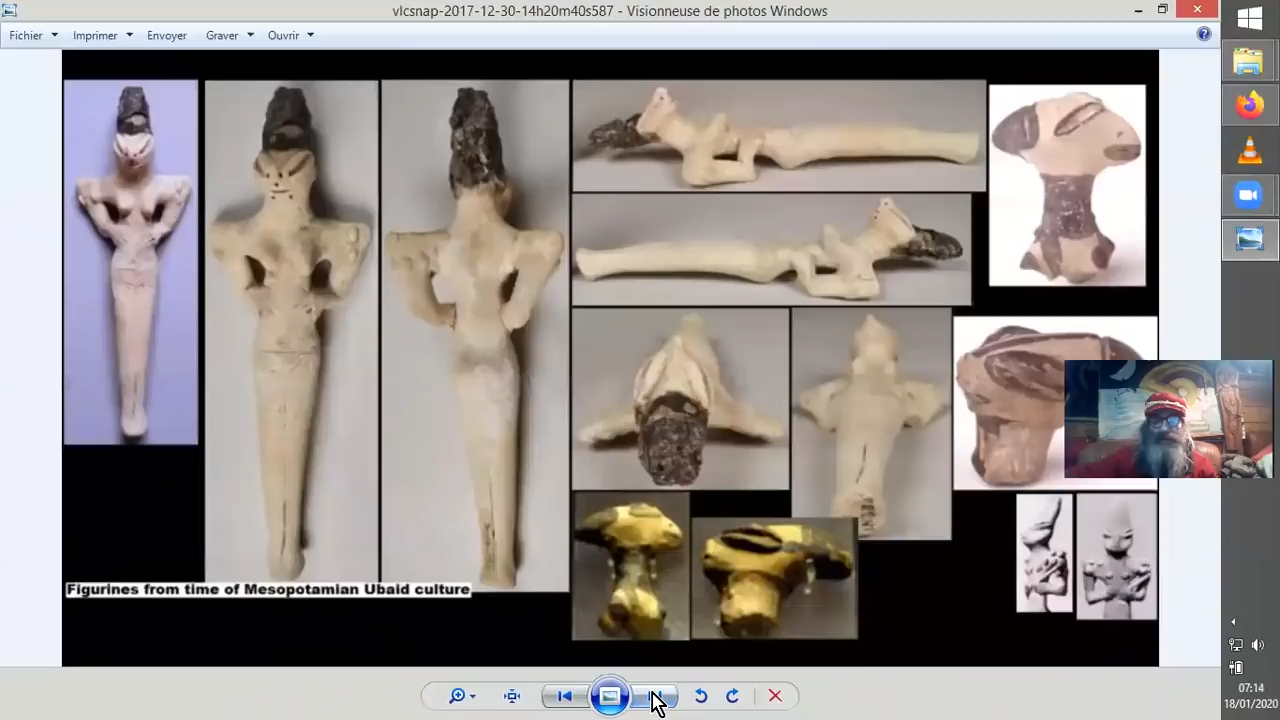 vlcsnap-2017-12-30-14h20m40s587 - Visionneuse de photos Windows
Fichier Imprimer Envoyer Graver Ouvrir
Figurines from time of Mesopotamian Ubaid culture
07:14
18/01/2020